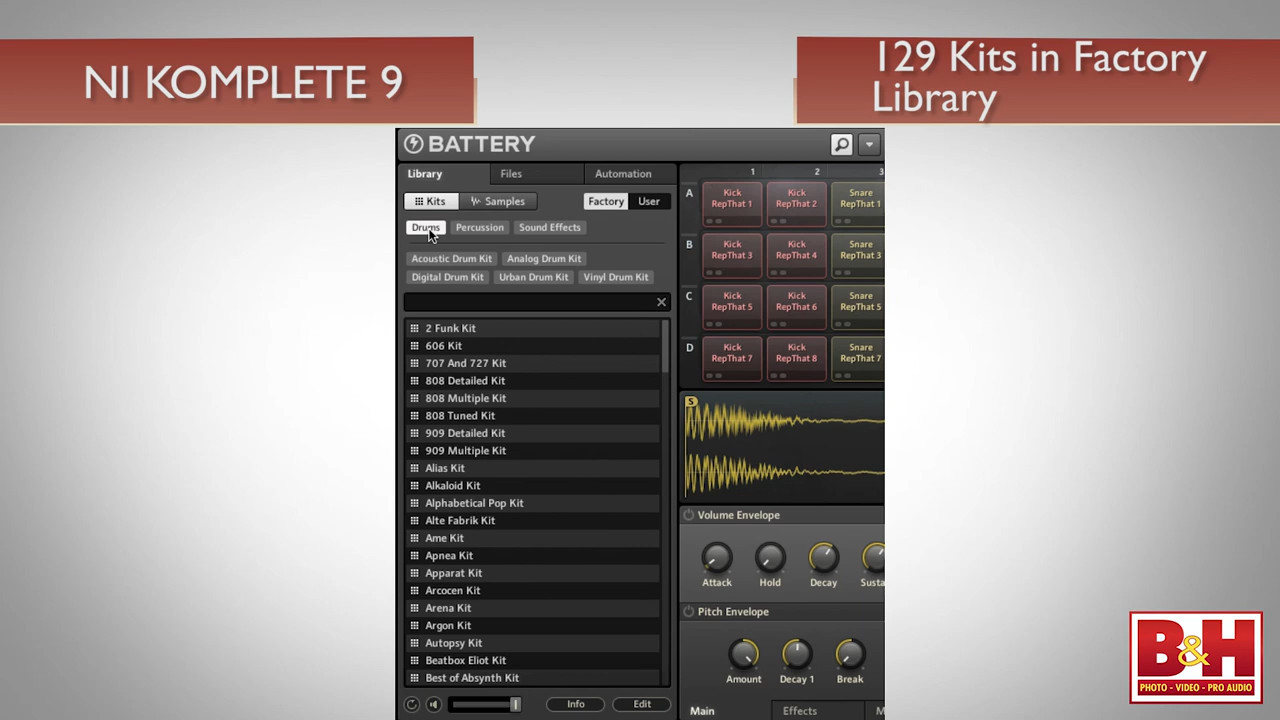 NI KOMPLETE 9
129 Kits in Factory
Library
BATTERY
Library Files Automation
Kits Samples Factory User
Drums Percussion Sound Effects
Acoustic Drum Kit Analog Drum Kit
Digital Drum Kit Urban Drum Kit Vinyl Drum Kit
2 Funk Kit
606 Kit
707 And 727 Kit
808 Detailed Kit
808 Multiple Kit
808 Tuned Kit
909 Detailed Kit
909 Multiple Kit
Alias Kit
Alkaloid Kit
Alphabetical Pop Kit
Alte Fabrik Kit
Ame Kit
Apnea Kit
Apparat Kit
Arcocen Kit
Arena Kit
Argon Kit
Autopsy Kit
Beatbox Eliot Kit
Best of Absynth Kit
Info Edit
1 2 3
A
Kick Kick Snare
RepThat 1 RepThat 2 RepThat 1
B
Kick Kick Snare
RepThat 3 RepThat 4 RepThat 3
C
Kick Kick Snare
RepThat 5 RepThat 6 RepThat 5
D
Kick Kick Snare
RepThat 7 RepThat 8 RepThat 7
S
Volume Envelope
Attack Hold Decay Susta
Pitch Envelope
Amount Decay 1 Break
Main Effects M
B&H
PHOTO - VIDEO - PRO AUDIO